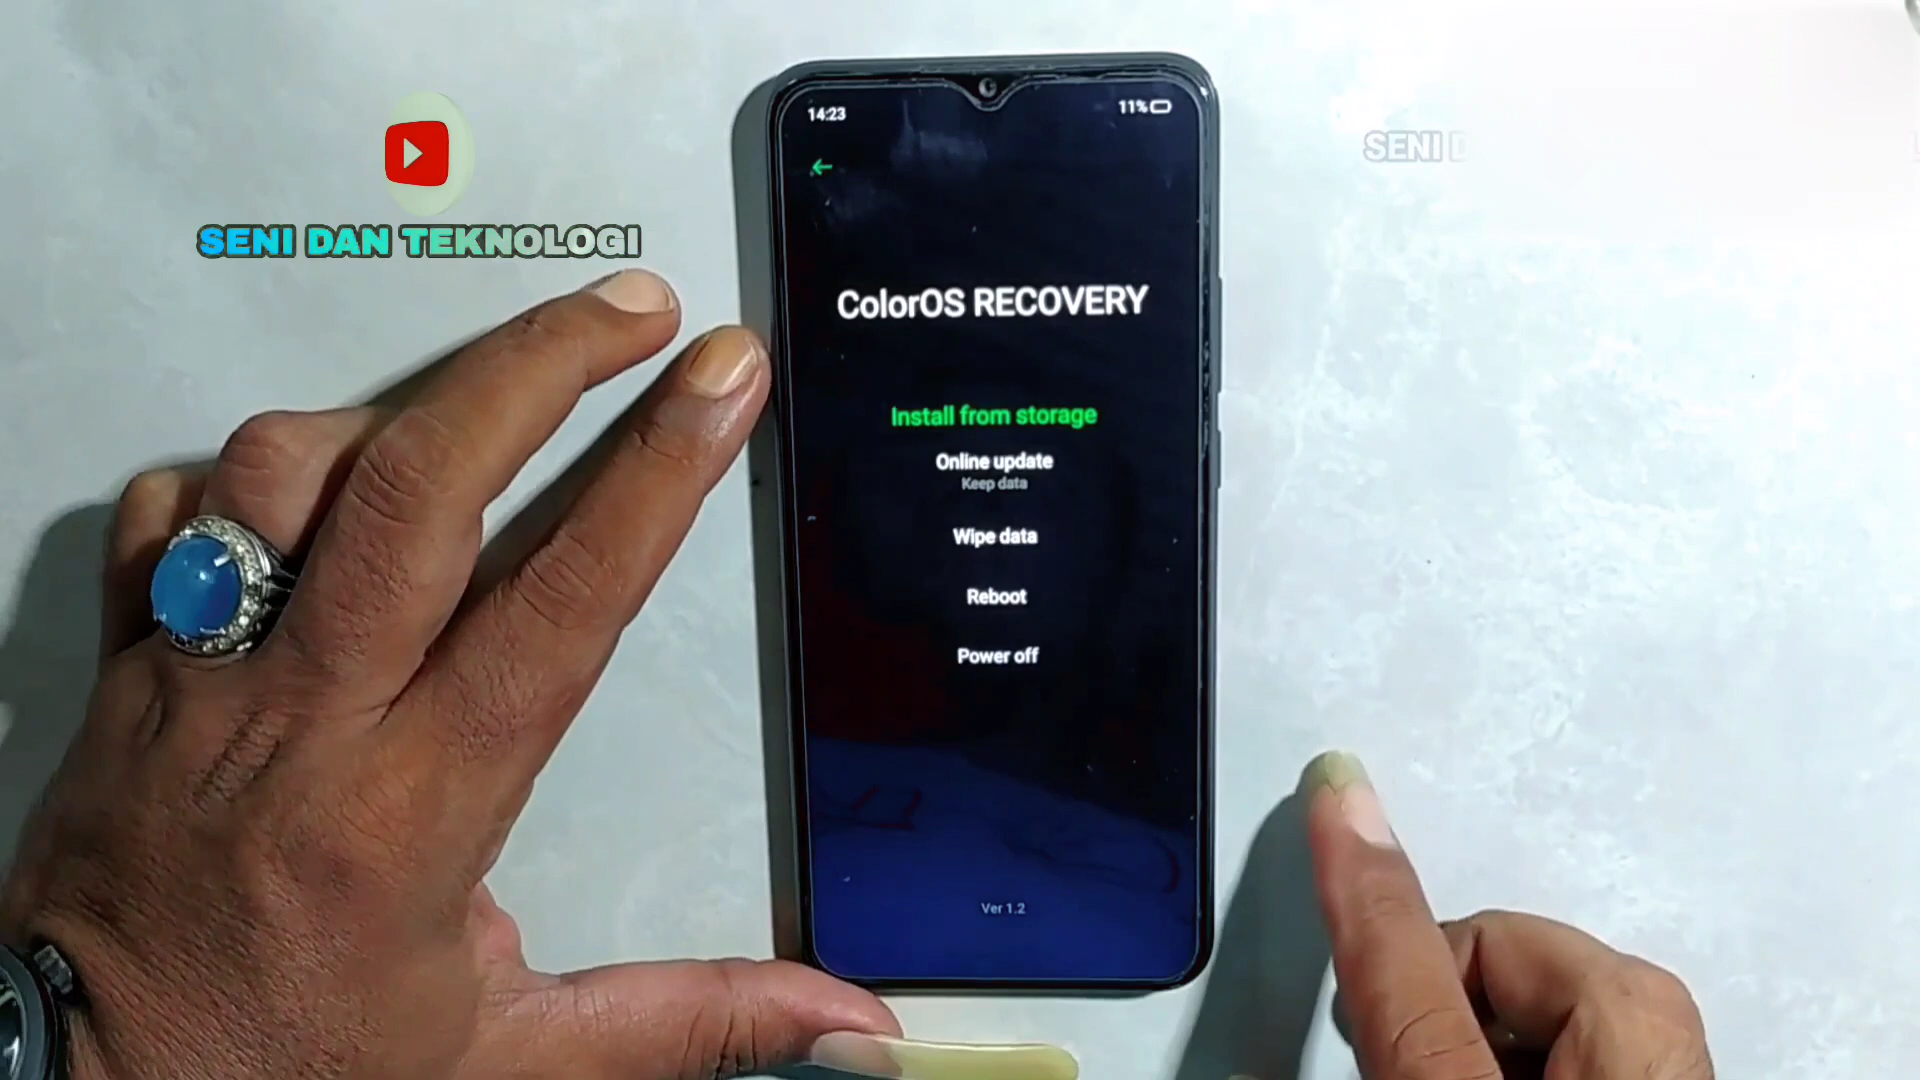 SENI DAN TEKNOLOGI
SENI D
14:23
11%
ColorOS RECOVERY
Install from storage
Online update
Keep data
Wipe data
Reboot
Power off
Ver 1.2